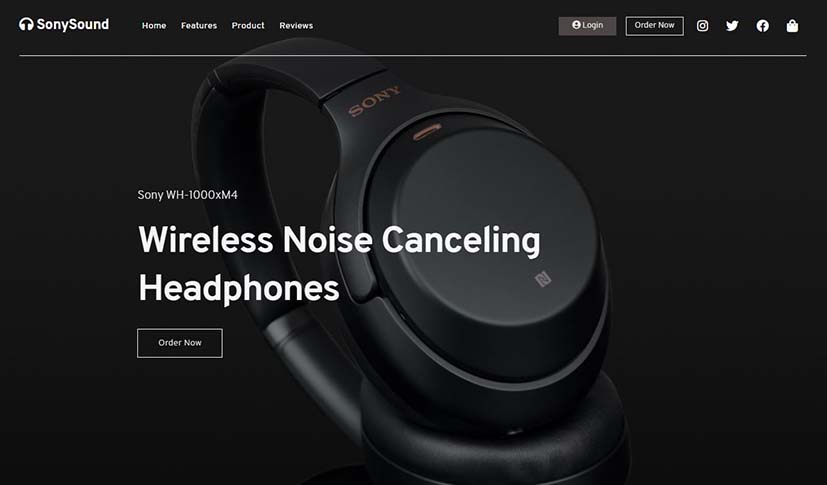 SonySound
Home
Features
Product
Reviews
Login
Order Now
SONY
Sony WH-1000xM4
Wireless Noise Canceling
Headphones
Order Now